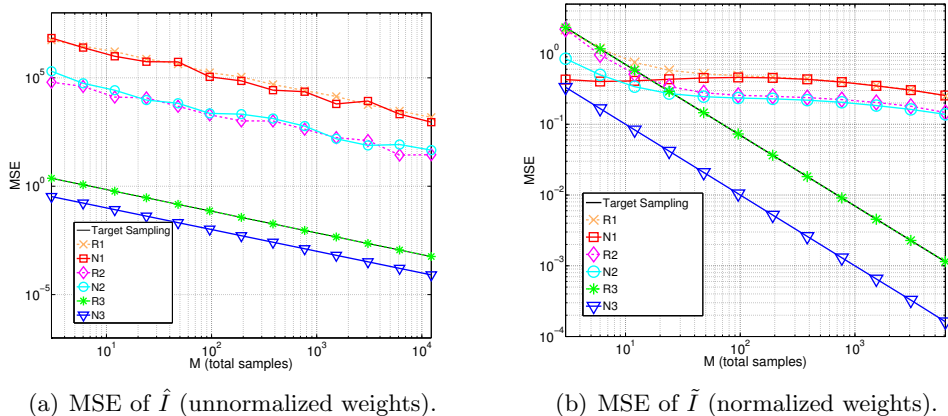 MSE
10^5
10^0
10^-5
10^1
10^2
10^3
10^4
M (total samples)
Target Sampling
R1
N1
R2
N2
R3
N3
(a) MSE of Î (unnormalized weights).
MSE
10^0
10^-1
10^-2
10^-3
10^-4
10^1
10^2
10^3
M (total samples)
Target Sampling
R1
N1
R2
N2
R3
N3
(b) MSE of Ĩ (normalized weights).